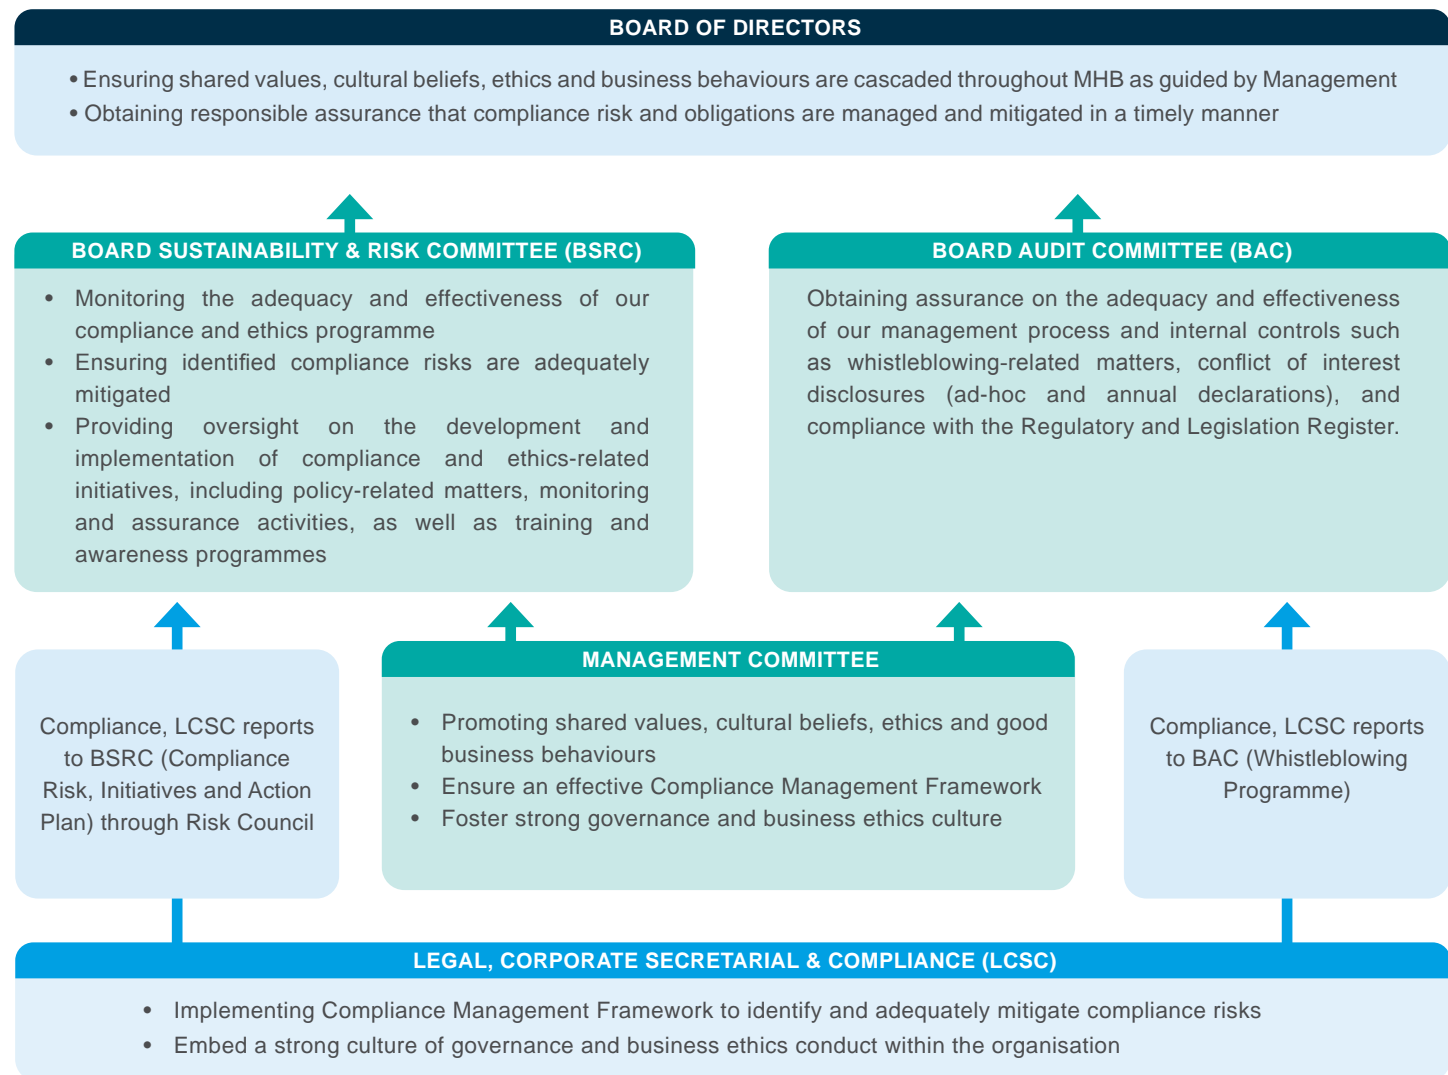 BOARD OF DIRECTORS
• Ensuring shared values, cultural beliefs, ethics and business behaviours are cascaded throughout MHB as guided by Management
• Obtaining responsible assurance that compliance risk and obligations are managed and mitigated in a timely manner
BOARD SUSTAINABILITY & RISK COMMITTEE (BSRC)
• Monitoring the adequacy and effectiveness of our
compliance and ethics programme
• Ensuring identified compliance risks are adequately
mitigated
• Providing oversight on the development and
implementation of compliance and ethics-related
initiatives, including policy-related matters, monitoring
and assurance activities, as well as training and
awareness programmes
BOARD AUDIT COMMITTEE (BAC)
Obtaining assurance on the adequacy and effectiveness
of our management process and internal controls such
as whistleblowing-related matters, conflict of interest
disclosures (ad-hoc and annual declarations), and
compliance with the Regulatory and Legislation Register.
Compliance, LCSC reports
to BSRC (Compliance
Risk, Initiatives and Action
Plan) through Risk Council
MANAGEMENT COMMITTEE
• Promoting shared values, cultural beliefs, ethics and good
business behaviours
• Ensure an effective Compliance Management Framework
• Foster strong governance and business ethics culture
Compliance, LCSC reports
to BAC (Whistleblowing
Programme)
LEGAL, CORPORATE SECRETARIAL & COMPLIANCE (LCSC)
• Implementing Compliance Management Framework to identify and adequately mitigate compliance risks
• Embed a strong culture of governance and business ethics conduct within the organisation